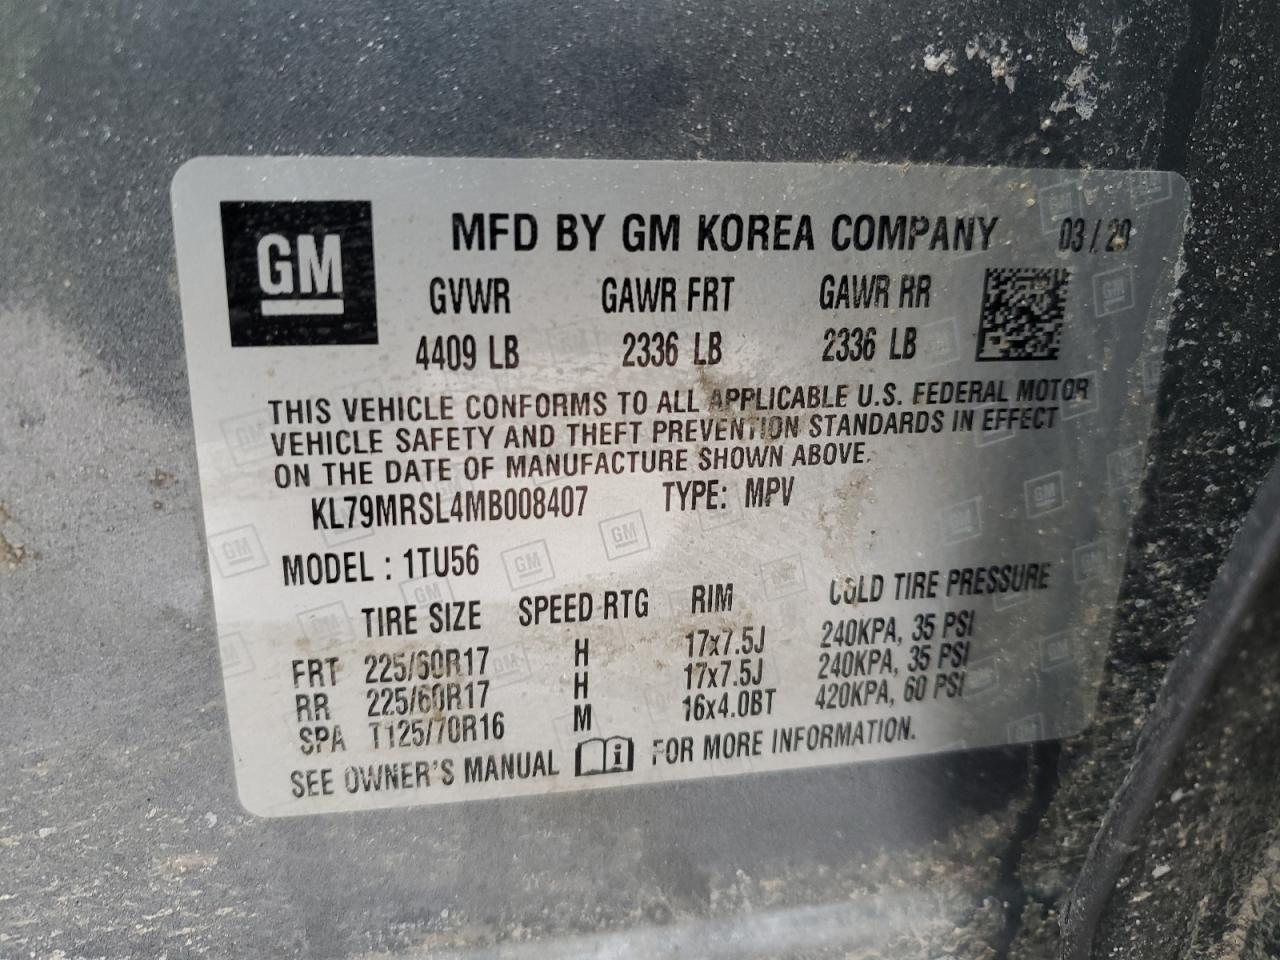 GM
MFD BY GM KOREA COMPANY 03/20
GVWR GAWR FRT GAWR RR
4409 LB 2336 LB 2336 LB
THIS VEHICLE CONFORMS TO ALL APPLICABLE U.S. FEDERAL MOTOR
VEHICLE SAFETY AND THEFT PREVENTION STANDARDS IN EFFECT
ON THE DATE OF MANUFACTURE SHOWN ABOVE.
KL79MRSL4MB008407 TYPE: MPV
MODEL : 1TU56
TIRE SIZE SPEED RTG RIM COLD TIRE PRESSURE
FRT 225/60R17 H 17x7.5J 240KPA, 35 PSI
RR 225/60R17 H 17x7.5J 240KPA, 35 PSI
SPA T125/70R16 M 16x4.0BT 420KPA, 60 PSI
SEE OWNER'S MANUAL i FOR MORE INFORMATION.